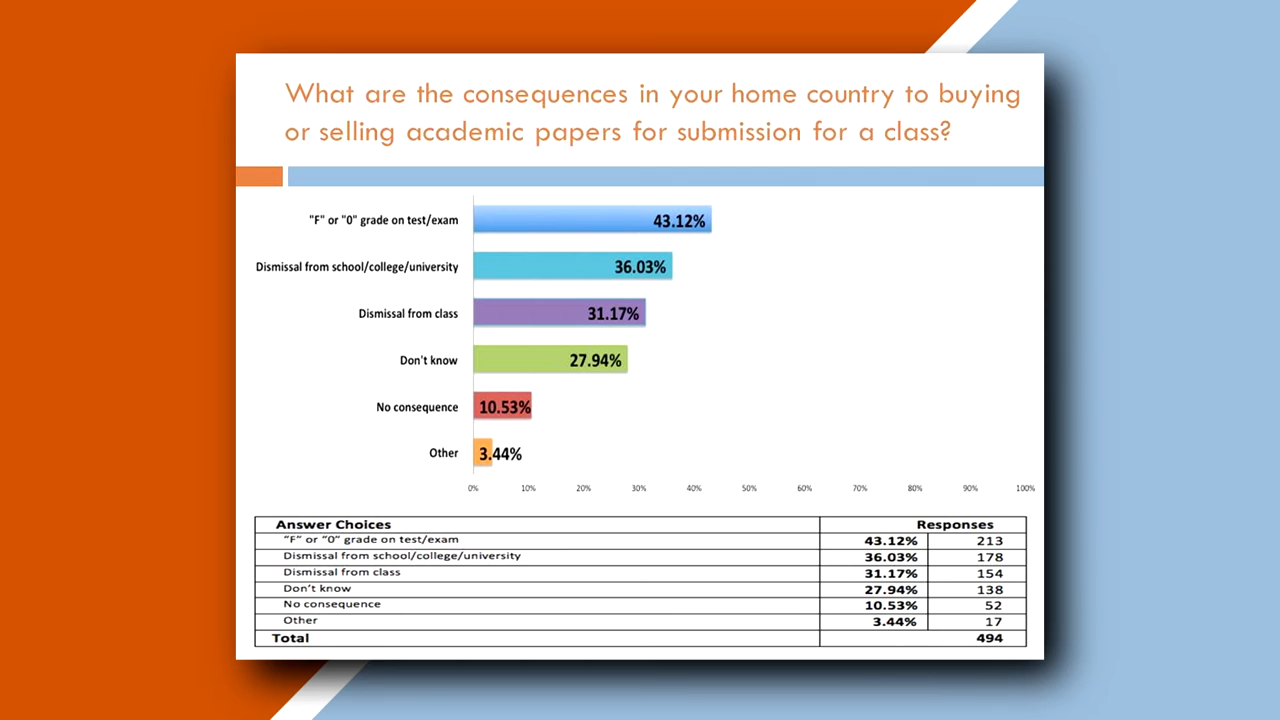 What are the consequences in your home country to buying
or selling academic papers for submission for a class?
"F" or "0" grade on test/exam 43.12%
Dismissal from school/college/university 36.03%
Dismissal from class 31.17%
Don't know 27.94%
No consequence 10.53%
Other 3.44%
0% 10% 20% 30% 40% 50% 60% 70% 80% 90% 100%
Answer Choices Responses
“F” or “0” grade on test/exam 43.12% 213
Dismissal from school/college/university 36.03% 178
Dismissal from class 31.17% 154
Don’t know 27.94% 138
No consequence 10.53% 52
Other 3.44% 17
Total 494